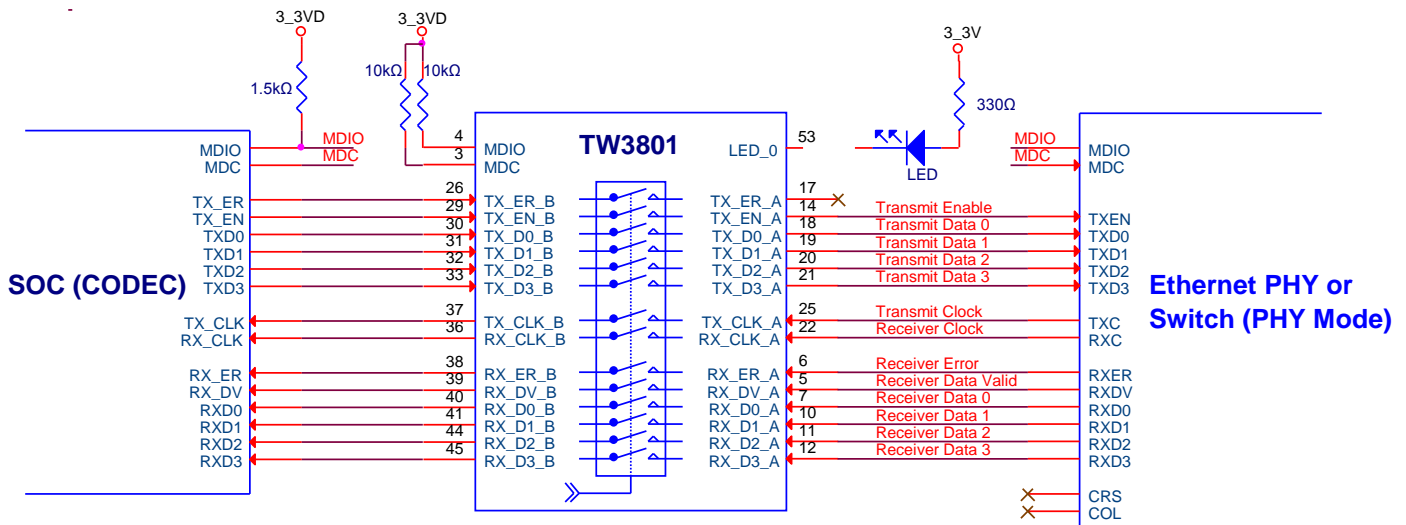 3_3VD
3_3VD
3_3V
1.5kΩ
10kΩ
10kΩ
330Ω
SOC (CODEC)
MDIO
MDC
MDIO
MDC
TX_ER
TX_EN
TXD0
TXD1
TXD2
TXD3
TX_CLK
RX_CLK
RX_ER
RX_DV
RXD0
RXD1
RXD2
RXD3
4
3
26
29
30
31
32
33
37
36
38
39
40
41
44
45
TW3801
MDIO
MDC
TX_ER_B
TX_EN_B
TX_D0_B
TX_D1_B
TX_D2_B
TX_D3_B
TX_CLK_B
RX_CLK_B
RX_ER_B
RX_DV_B
RX_D0_B
RX_D1_B
RX_D2_B
RX_D3_B
LED_0
TX_ER_A
TX_EN_A
TX_D0_A
TX_D1_A
TX_D2_A
TX_D3_A
TX_CLK_A
RX_CLK_A
RX_ER_A
RX_DV_A
RX_D0_A
RX_D1_A
RX_D2_A
RX_D3_A
53
17
14
18
19
20
21
25
22
6
5
7
10
11
12
LED
MDIO
MDC
Transmit Enable
Transmit Data 0
Transmit Data 1
Transmit Data 2
Transmit Data 3
Transmit Clock
Receiver Clock
Receiver Error
Receiver Data Valid
Receiver Data 0
Receiver Data 1
Receiver Data 2
Receiver Data 3
MDIO
MDC
TXEN
TXD0
TXD1
TXD2
TXD3
TXC
RXC
RXER
RXDV
RXD0
RXD1
RXD2
RXD3
CRS
COL
Ethernet PHY or
Switch (PHY Mode)